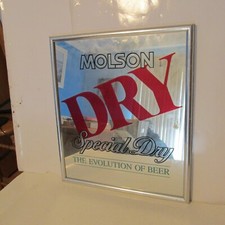 MOLSON
DRY
Special Dry
THE EVOLUTION OF BEER